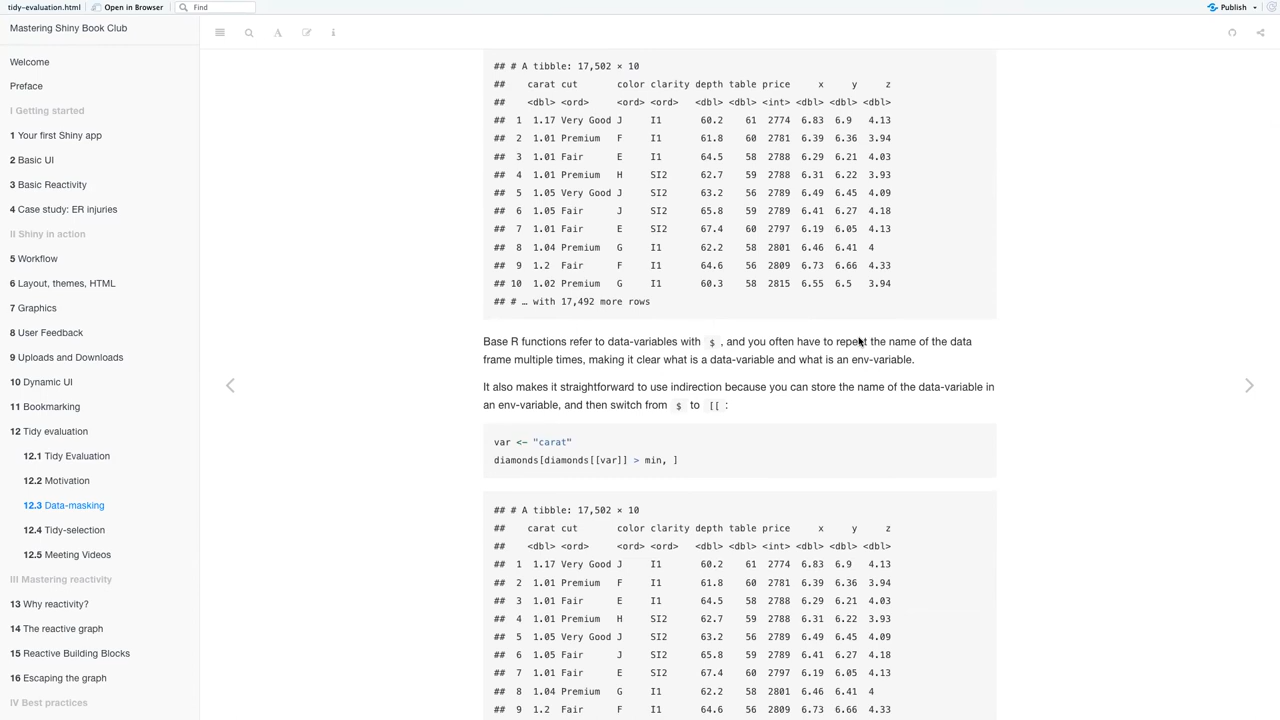 tidy-evaluation.html
Open in Browser
Find
Publish
Mastering Shiny Book Club
Welcome
Preface
I Getting started
1 Your first Shiny app
2 Basic UI
3 Basic Reactivity
4 Case study: ER injuries
II Shiny in action
5 Workflow
6 Layout, themes, HTML
7 Graphics
8 User Feedback
9 Uploads and Downloads
10 Dynamic UI
11 Bookmarking
12 Tidy evaluation
12.1 Tidy Evaluation
12.2 Motivation
12.3 Data-masking
12.4 Tidy-selection
12.5 Meeting Videos
III Mastering reactivity
13 Why reactivity?
14 The reactive graph
15 Reactive Building Blocks
16 Escaping the graph
IV Best practices
## # A tibble: 17,502 × 10
## carat cut color clarity depth table price x y z
## <dbl> <ord> <ord> <ord> <dbl> <dbl> <int> <dbl> <dbl> <dbl>
## 1 1.17 Very Good J I1 60.2 61 2774 6.83 6.9 4.13
## 2 1.01 Premium F I1 61.8 60 2781 6.39 6.36 3.94
## 3 1.01 Fair E I1 64.5 58 2788 6.29 6.21 4.03
## 4 1.01 Premium H SI2 62.7 59 2788 6.31 6.22 3.93
## 5 1.05 Very Good J SI2 63.2 56 2789 6.49 6.45 4.09
## 6 1.05 Fair J SI2 65.8 59 2789 6.41 6.27 4.18
## 7 1.01 Fair E SI2 67.4 60 2797 6.19 6.05 4.13
## 8 1.04 Premium G I1 62.2 58 2801 6.46 6.41 4
## 9 1.2 Fair F I1 64.6 56 2809 6.73 6.66 4.33
## 10 1.02 Premium G I1 60.3 58 2815 6.55 6.5 3.94
## # … with 17,492 more rows
Base R functions refer to data-variables with $ , and you often have to repeat the name of the data
frame multiple times, making it clear what is a data-variable and what is an env-variable.
It also makes it straightforward to use indirection because you can store the name of the data-variable in
an env-variable, and then switch from $ to [[ :
var <- "carat"
diamonds[diamonds[[var]] > min, ]
## # A tibble: 17,502 × 10
## carat cut color clarity depth table price x y z
## <dbl> <ord> <ord> <ord> <dbl> <dbl> <int> <dbl> <dbl> <dbl>
## 1 1.17 Very Good J I1 60.2 61 2774 6.83 6.9 4.13
## 2 1.01 Premium F I1 61.8 60 2781 6.39 6.36 3.94
## 3 1.01 Fair E I1 64.5 58 2788 6.29 6.21 4.03
## 4 1.01 Premium H SI2 62.7 59 2788 6.31 6.22 3.93
## 5 1.05 Very Good J SI2 63.2 56 2789 6.49 6.45 4.09
## 6 1.05 Fair J SI2 65.8 59 2789 6.41 6.27 4.18
## 7 1.01 Fair E SI2 67.4 60 2797 6.19 6.05 4.13
## 8 1.04 Premium G I1 62.2 58 2801 6.46 6.41 4
## 9 1.2 Fair F I1 64.6 56 2809 6.73 6.66 4.33